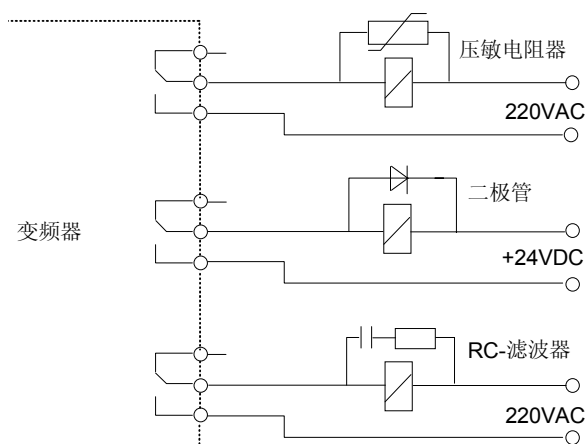 压敏电阻器
220VAC
二极管
变频器
+24VDC
RC-滤波器
220VAC